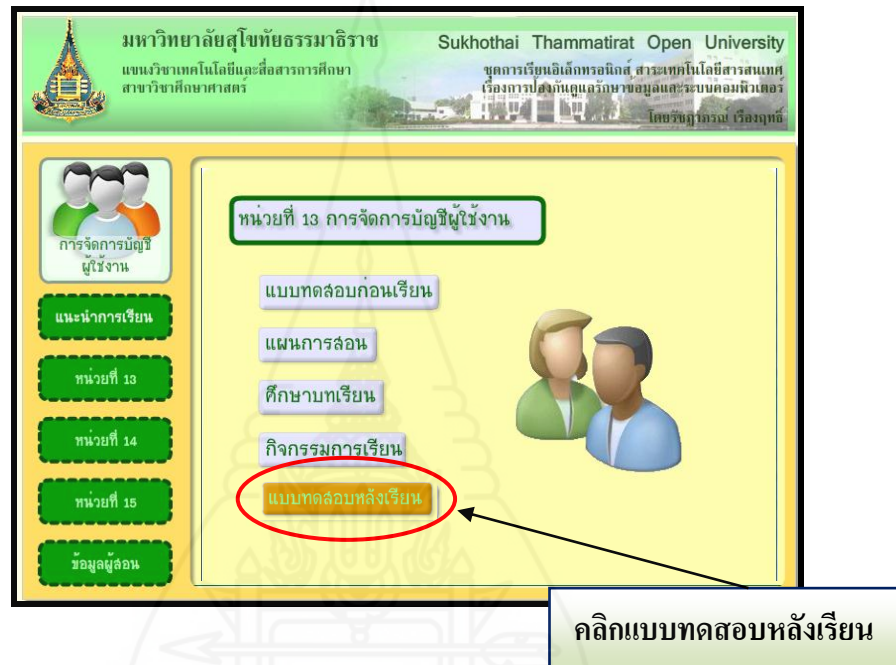 มหาวิทยาลัยสุโขทัยธรรมาธิราช
Sukhothai Thammatirat Open University
แขนงวิชาเทคโนโลยีและสื่อสารการศึกษา
สาขาวิชาศึกษาศาสตร์
ชุดการเรียนอิเล็กทรอนิกส์ สาระเทคโนโลยีสารสนเทศ
เรื่องการป้องกันดูแลรักษาข้อมูลและระบบคอมพิวเตอร์
เรืองฤทธิ์
การจัดการบัญชี
ผู้ใช้งาน
แนะนำการเรียน
หน่วยที่ 13
หน่วยที่ 14
หน่วยที่ 15
ข้อมูลผู้สอน
หน่วยที่ 13 การจัดการบัญชีผู้ใช้งาน
แบบทดสอบก่อนเรียน
แผนการสอน
ศึกษาบทเรียน
กิจกรรมการเรียน
แบบทดสอบหลังเรียน
คลิกแบบทดสอบหลังเรียน